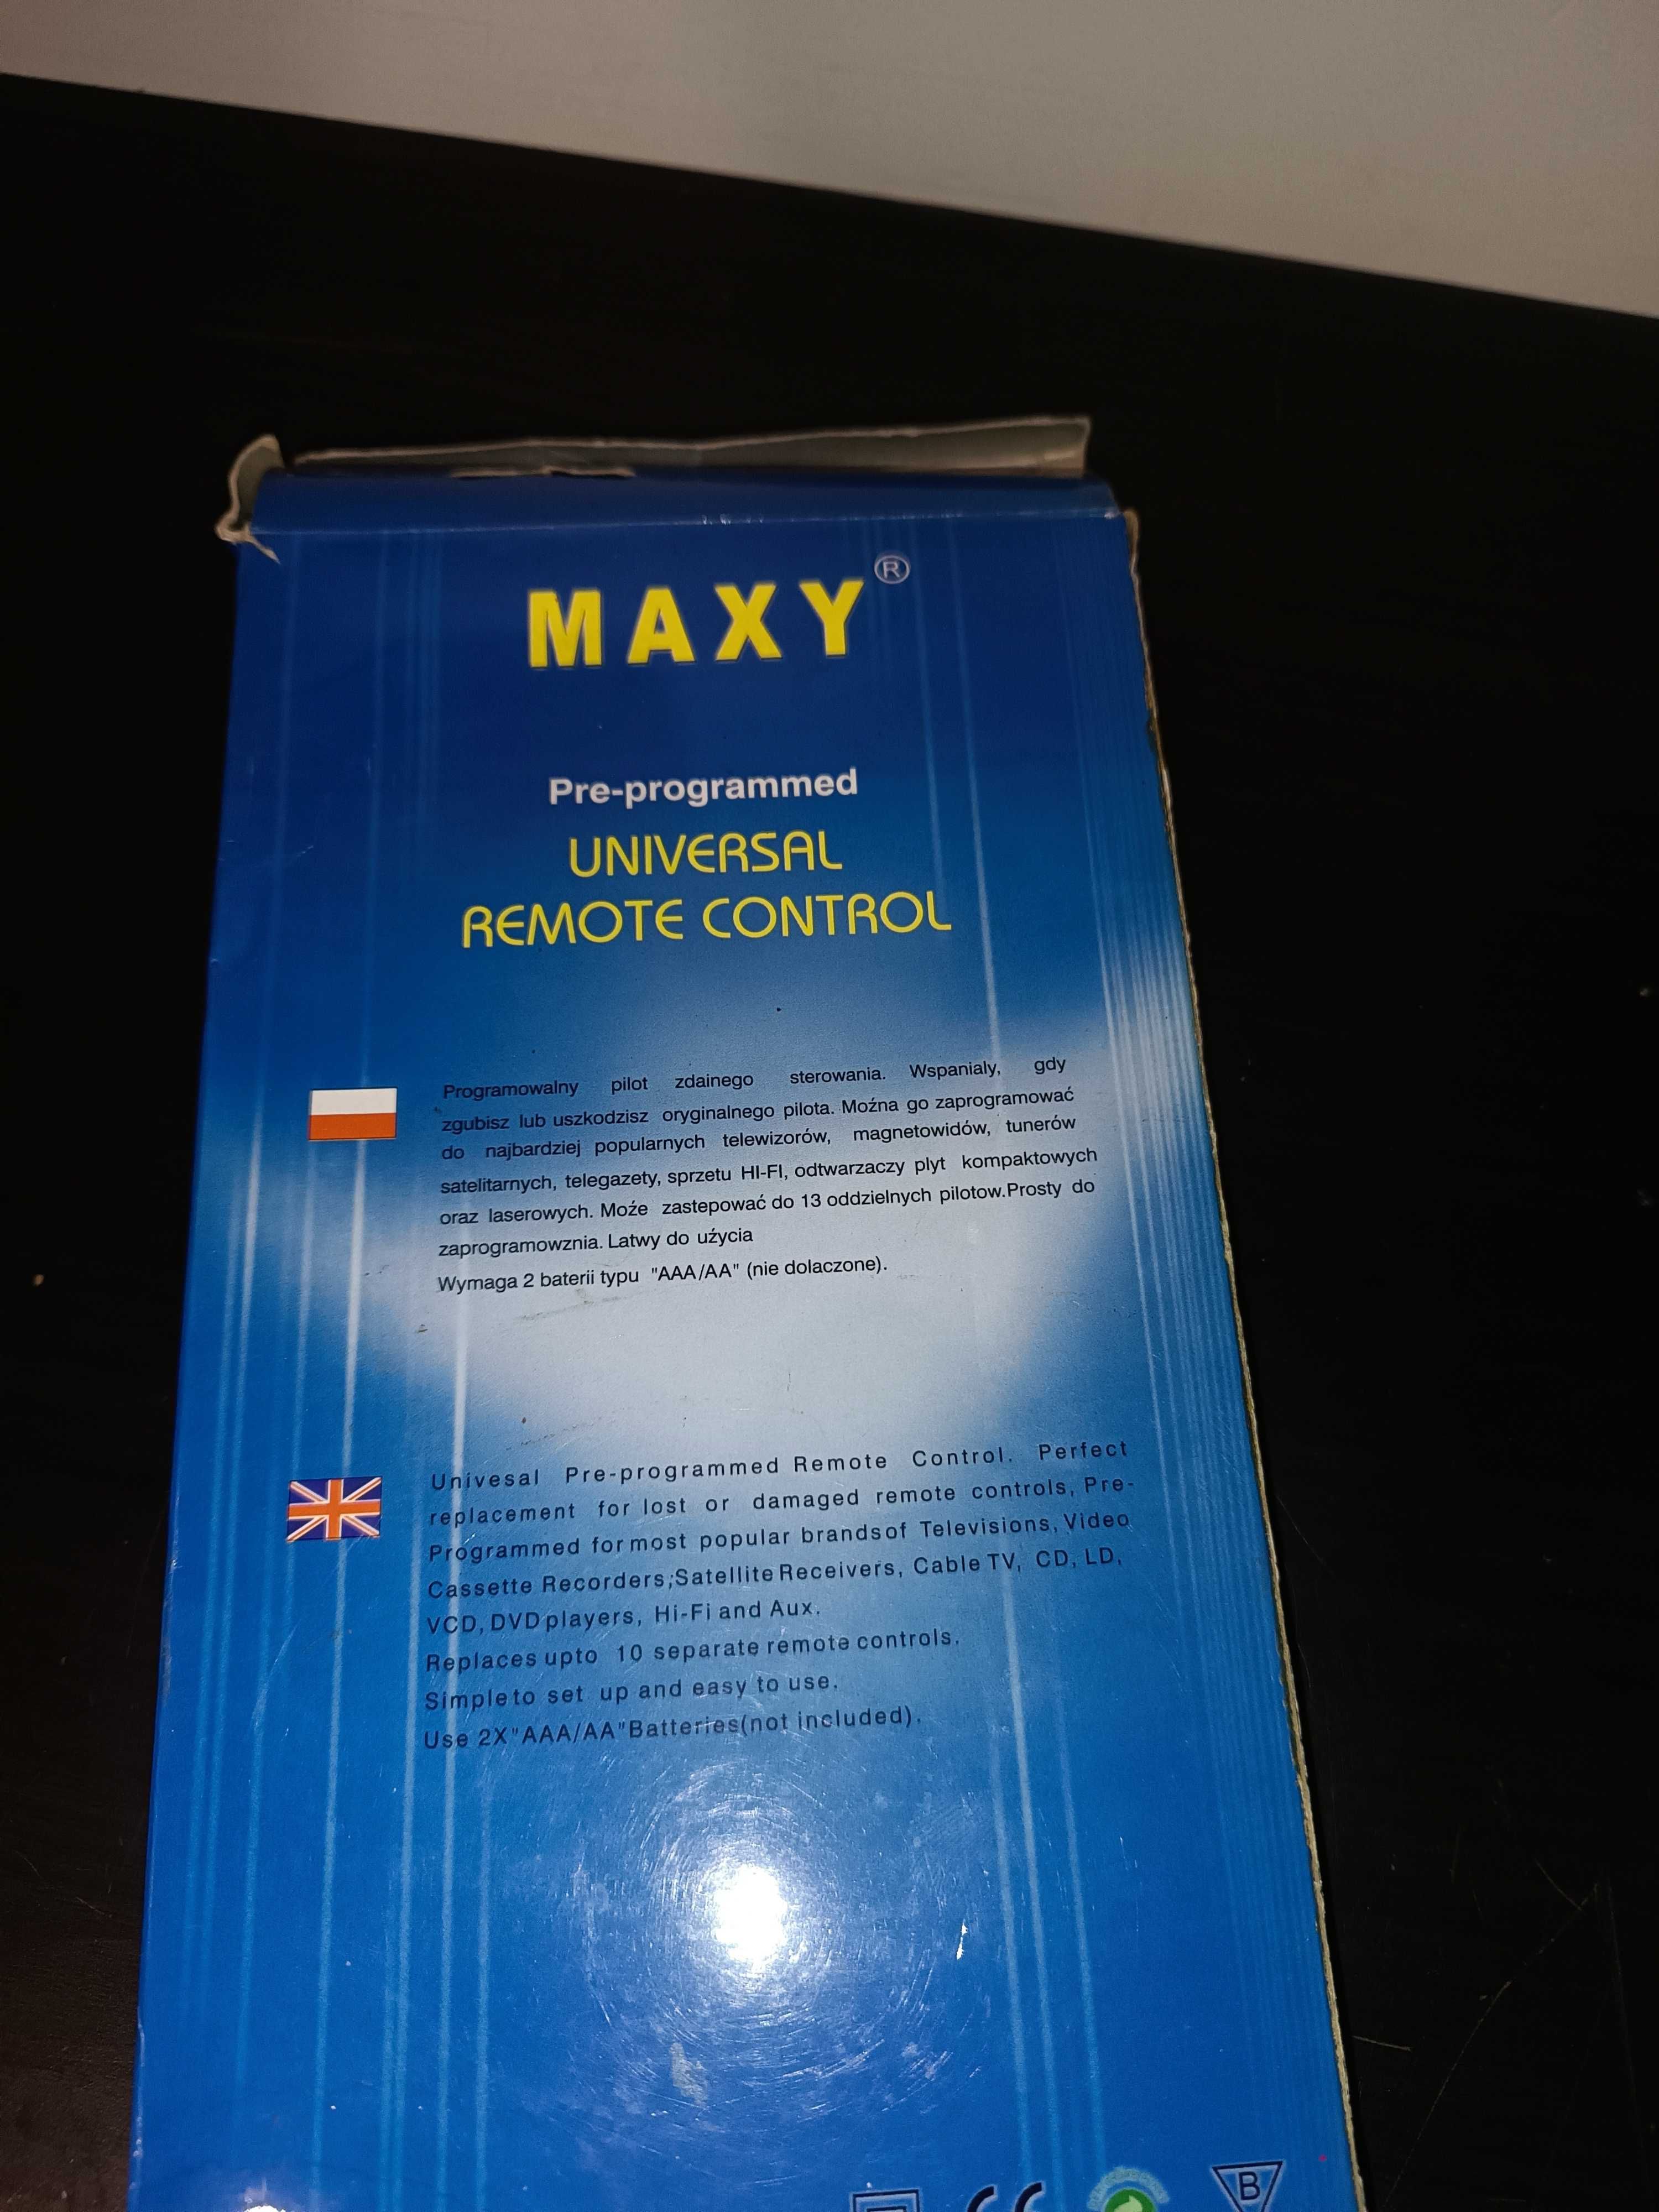 MAXY®
Pre-programmed
UNIVERSAL
REMOTE CONTROL
Programowalny pilot zdainego sterowania. Wspanialy, gdy
zgubisz lub uszkodzisz oryginalnego pilota. Moźna go zaprogramować
do najbardziej popularnych telewizorów, magnetowidów, tunerów
satelitarnych, telegazety, sprzetu HI-FI, odtwarzaczy plyt kompaktowych
oraz laserowych. Moźe zastepować do 13 oddzielnych pilotow.Prosty do
zaprogramowznia. Latwy do uźycia
Wymaga 2 baterii typu "AAA/AA" (nie dolaczone).
Univesal Pre-programmed Remote Control. Perfect
replacement for lost or damaged remote controls, Pre-
Programmed for most popular brandsof Televisions, Video
Cassette Recorders;Satellite Receivers, Cable TV, CD, LD,
VCD, DVD players, Hi-Fi and Aux.
Replaces upto 10 separate remote controls.
Simpleto set up and easy to use.
Use 2X"AAA/AA"Batteries(not included).
CE B